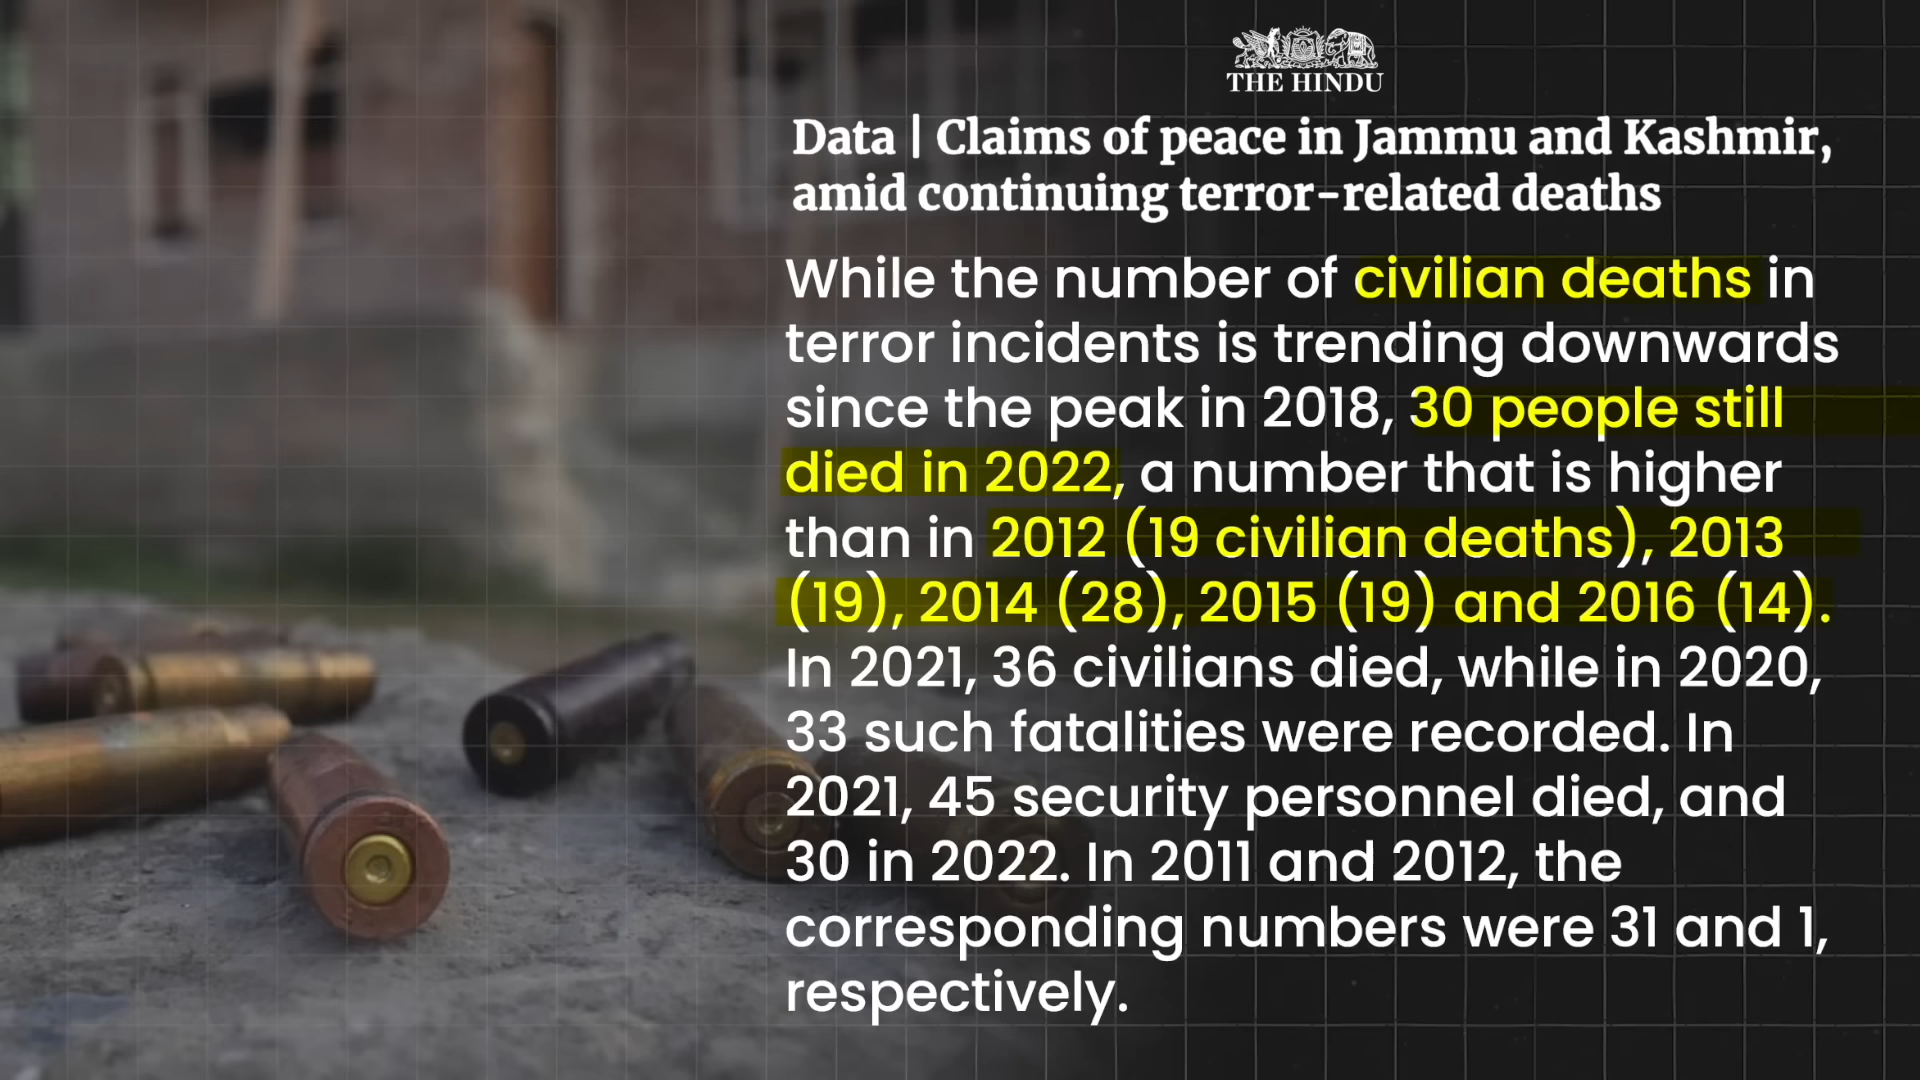 THE HINDU
Data | Claims of peace in Jammu and Kashmir,
amid continuing terror-related deaths
While the number of civilian deaths in
terror incidents is trending downwards
since the peak in 2018, 30 people still
died in 2022, a number that is higher
than in 2012 (19 civilian deaths), 2013
(19), 2014 (28), 2015 (19) and 2016 (14).
In 2021, 36 civilians died, while in 2020,
33 such fatalities were recorded. In
2021, 45 security personnel died, and
30 in 2022. In 2011 and 2012, the
corresponding numbers were 31 and 1,
respectively.